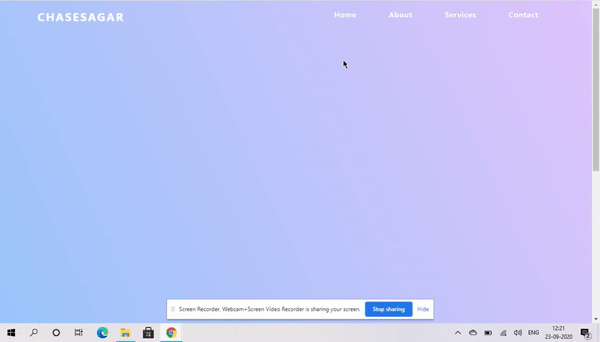 CHASESAGAR
Home About Services Contact
Screen Recorder, Webcam+Screen Video Recorder is sharing your screen. Stop sharing Hide
ENG
12:21
23-09-2020